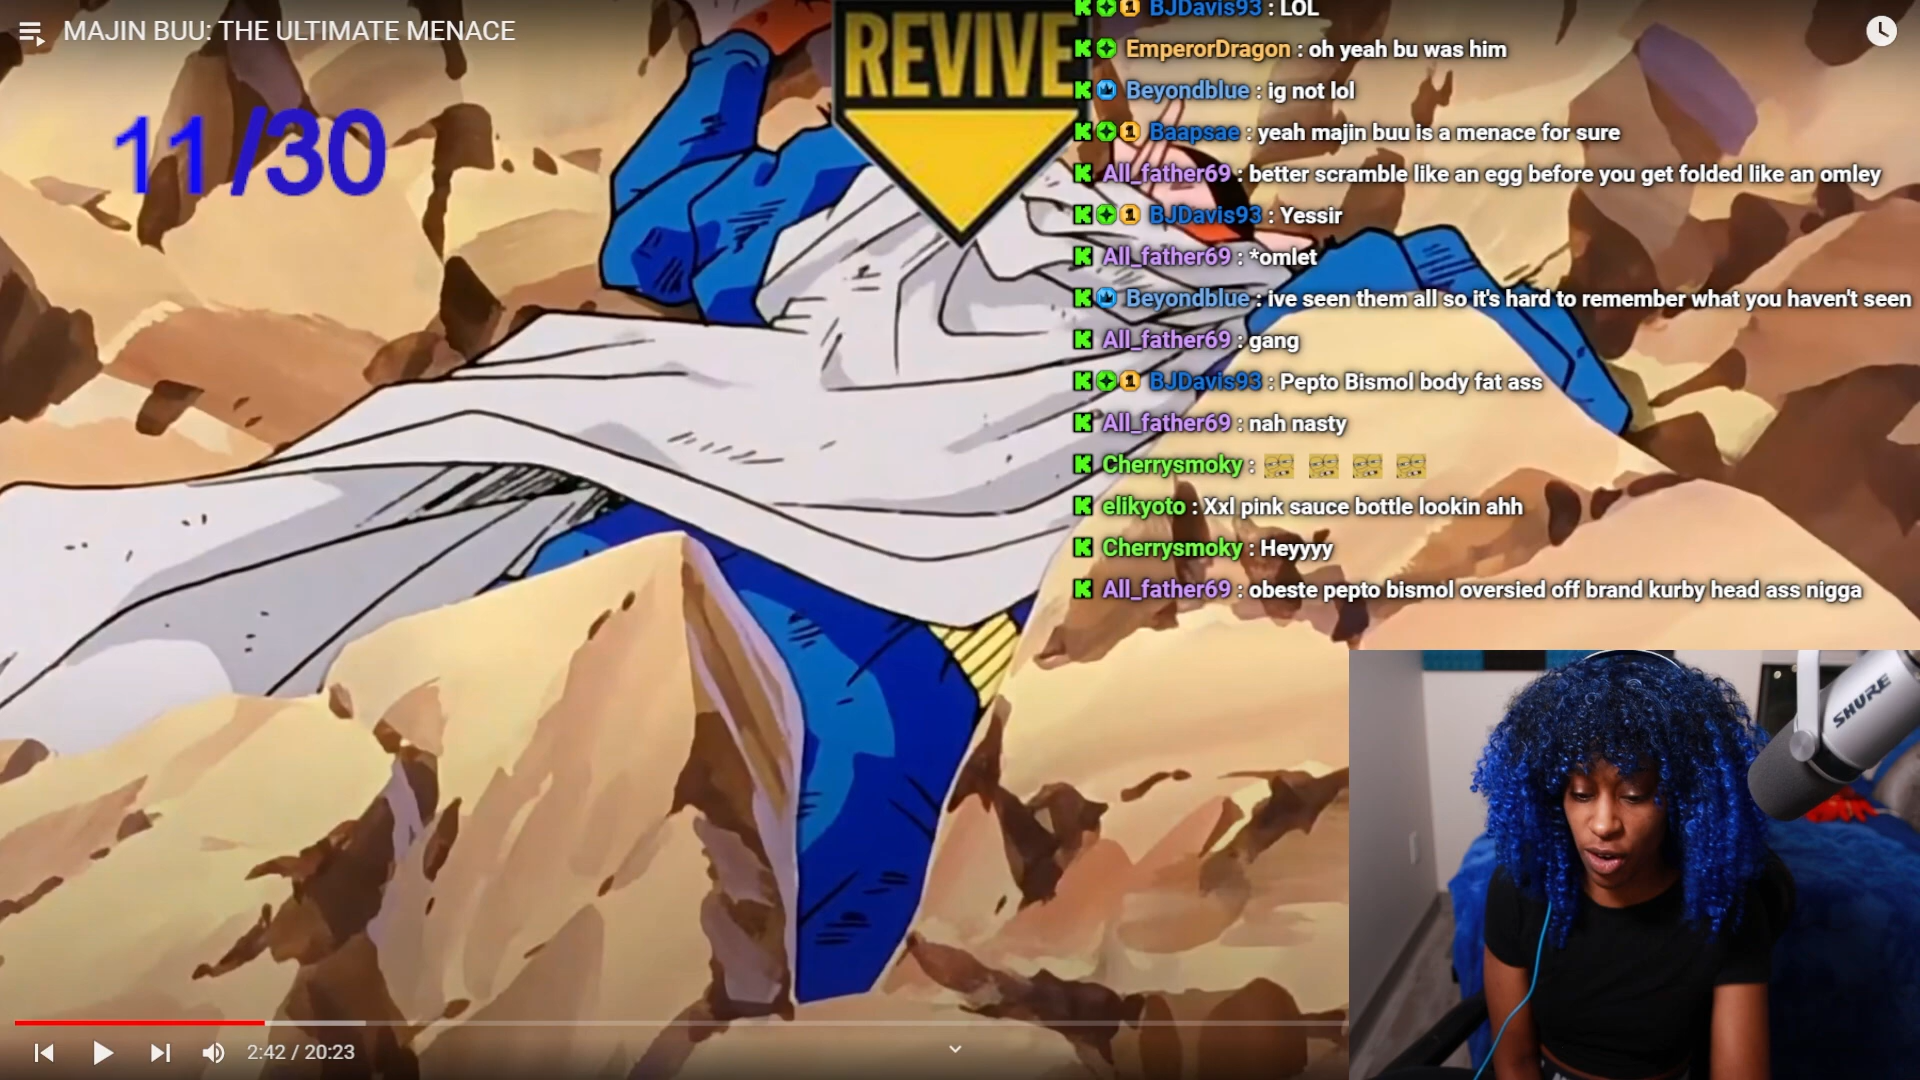 MAJIN BUU: THE ULTIMATE MENACE
11/30
REVIVE
BJDavis93 : LOL
EmperorDragon : oh yeah bu was him
Beyondblue : ig not lol
Baapsae : yeah majin buu is a menace for sure
All_father69 : better scramble like an egg before you get folded like an omley
BJDavis93 : Yessir
All_father69 : *omlet
Beyondblue : ive seen them all so it's hard to remember what you haven't seen
All_father69 : gang
BJDavis93 : Pepto Bismol body fat ass
All_father69 : nah nasty
Cherrysmoky :
elikyoto : Xxl pink sauce bottle lookin ahh
Cherrysmoky : Heyyyy
All_father69 : obeste pepto bismol oversied off brand kurby head ass nigga
SHURE
2:42 / 20:23